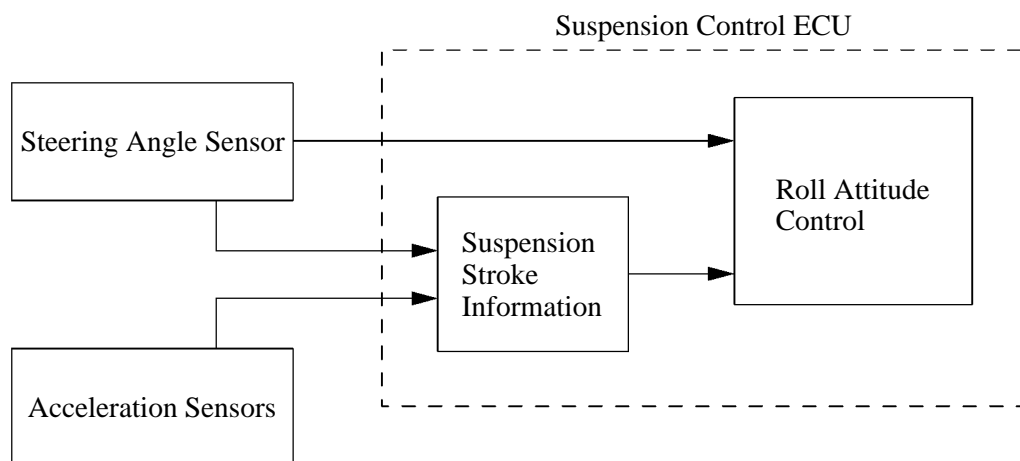 Suspension Control ECU
Steering Angle Sensor
Roll Attitude
Control
Suspension
Stroke
Information
Acceleration Sensors